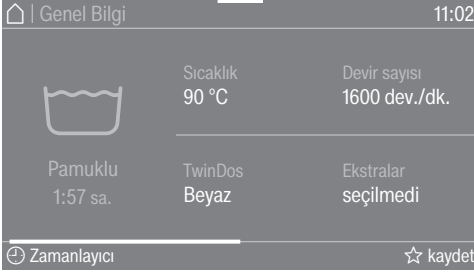 | Genel Bilgi 11:02
Sıcaklık Devir sayısı
90 °C 1600 dev./dk.
Pamuklu TwinDos Ekstralar
1:57 sa. Beyaz seçilmedi
Zamanlayıcı kaydet